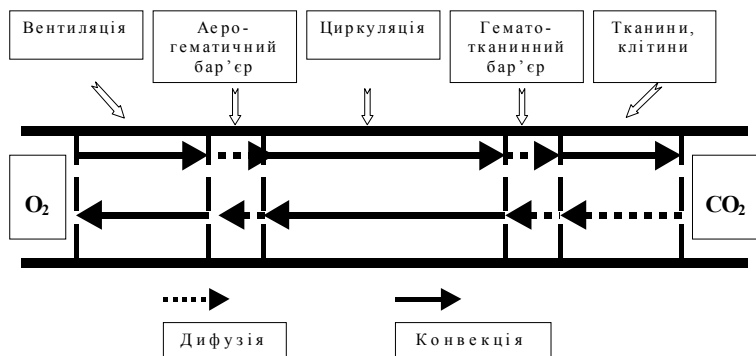 Вентиляція
Аеро-
гематичний
бар’єр
Циркуляція
Гемато-
тканинний
бар’єр
Тканини,
клітини
O₂
CO₂
Дифузія
Конвекція